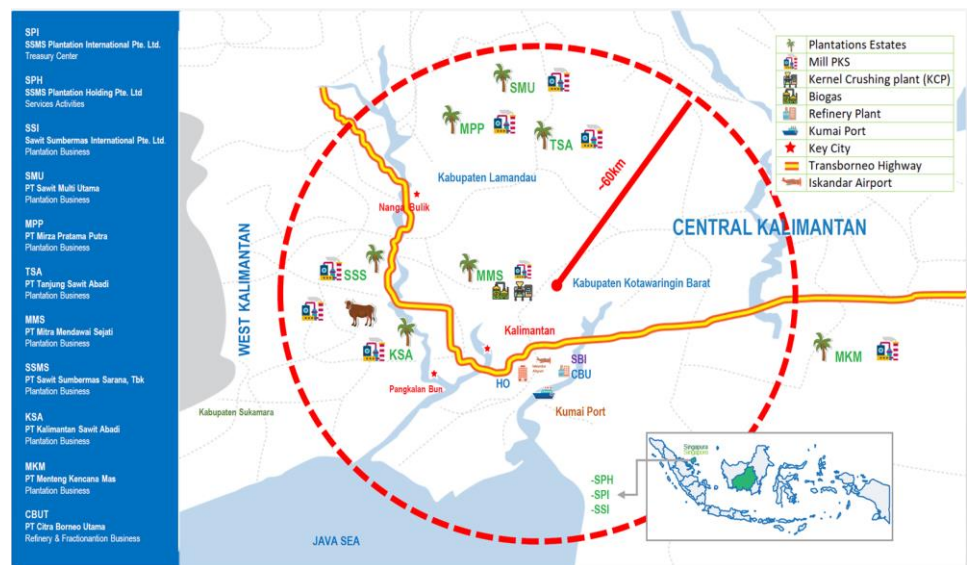 SPI
SSMS Plantation International Pte. Ltd.
Treasury Center
SPH
SSMS Plantation Holding Pte. Ltd
Services Activities
SSI
Sawit Sumbermas International Pte. Ltd.
Plantation Business
SMU
PT Sawit Multi Utama
Plantation Business
MPP
PT Mirza Pratama Putra
Plantation Business
TSA
PT Tanjung Sawit Abadi
Plantation Business
MMS
PT Mitra Mendawai Sejati
Plantation Business
SSMS
PT Sawit Sumbermas Sarana, Tbk
Plantation Business
KSA
PT Kalimantan Sawit Abadi
Plantation Business
MKM
PT Menteng Kencana Mas
Plantation Business
CBUT
PT Citra Borneo Utama
Refinery & Fractionantion Business
WEST KALIMANTAN
SMU
MPP
TSA
Kabupaten Lamandau
~60km
Nanga Bulik
CENTRAL KALIMANTAN
SSS
MMS
Kabupaten Kotawaringin Barat
Kalimantan
KSA
MKM
SBI
HO
CBU
Pangkalan Bun
Kabupaten Sukamara
Kumai Port
JAVA SEA
-SPH
-SPI
-SSI
Singapura
Plantations Estates
Mill PKS
Kernel Crushing plant (KCP)
Biogas
Refinery Plant
Kumai Port
Key City
Transborneo Highway
Iskandar Airport